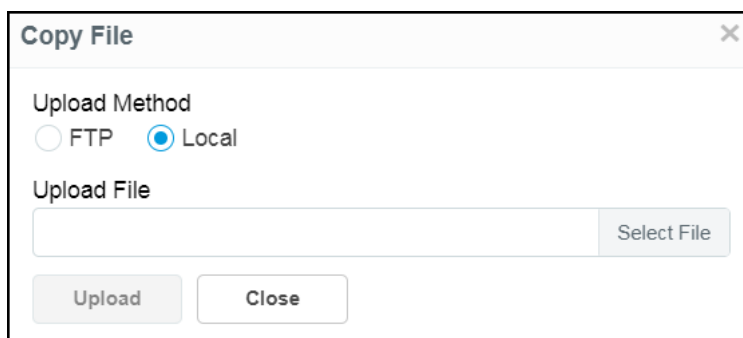 Copy File
Upload Method
FTP Local
Upload File
Select File
Upload Close